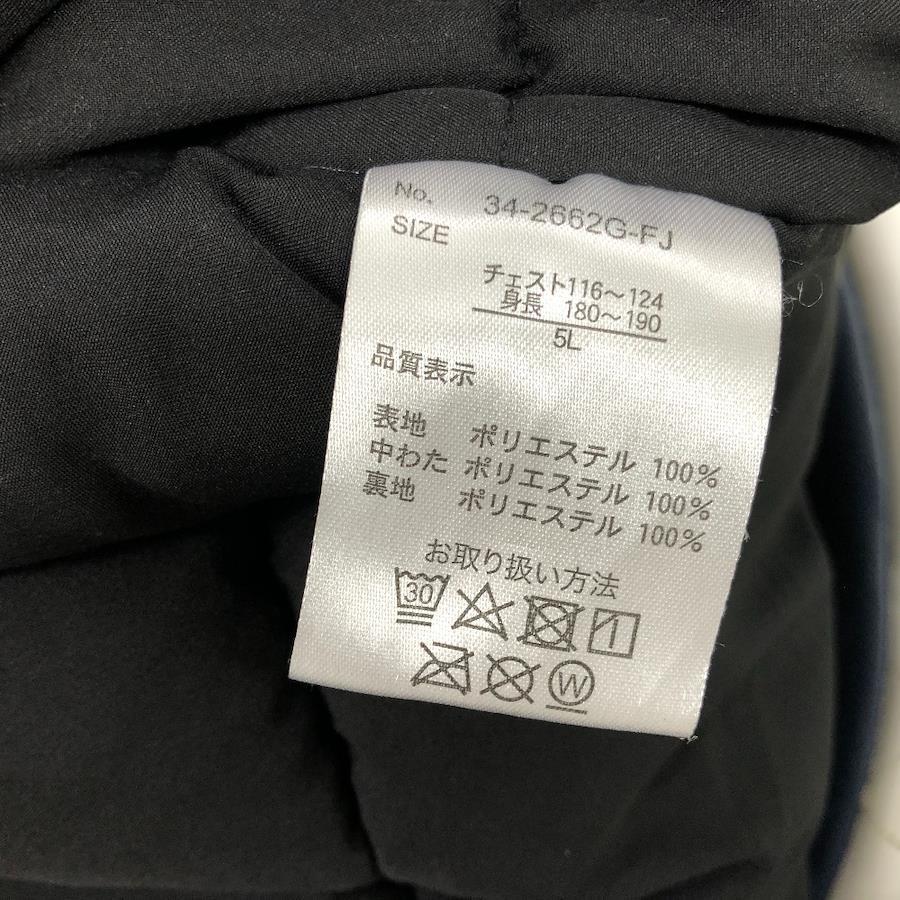 No. 34-2662G-FJ
SIZE
チェスト116〜124
身長 180〜190
5L
品質表示
表地 ポリエステル 100%
中わた ポリエステル 100%
裏地 ポリエステル 100%
お取り扱い方法
30
W